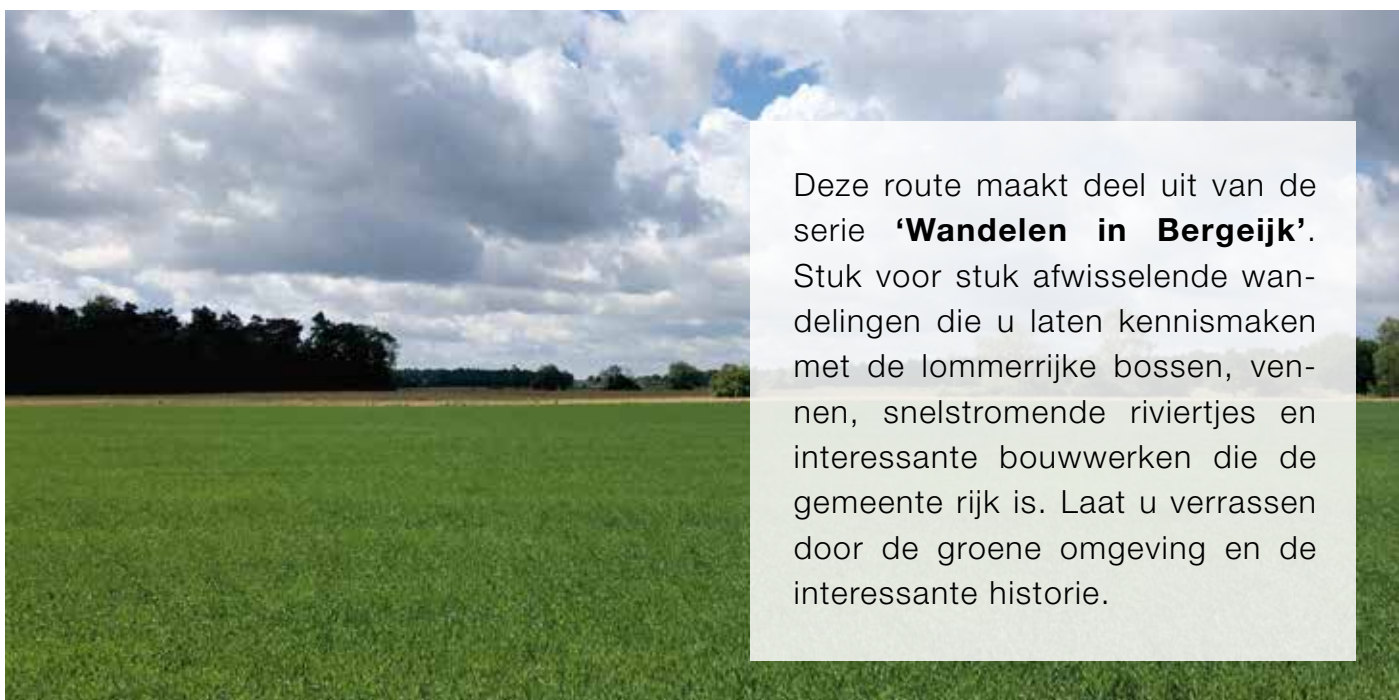 Deze route maakt deel uit van de
serie ‘Wandelen in Bergeijk’.
Stuk voor stuk afwisselende wan-
delingen die u laten kennismaken
met de lommerrijke bossen, ven-
nen, snelstromende riviertjes en
interessante bouwwerken die de
gemeente rijk is. Laat u verrassen
door de groene omgeving en de
interessante historie.